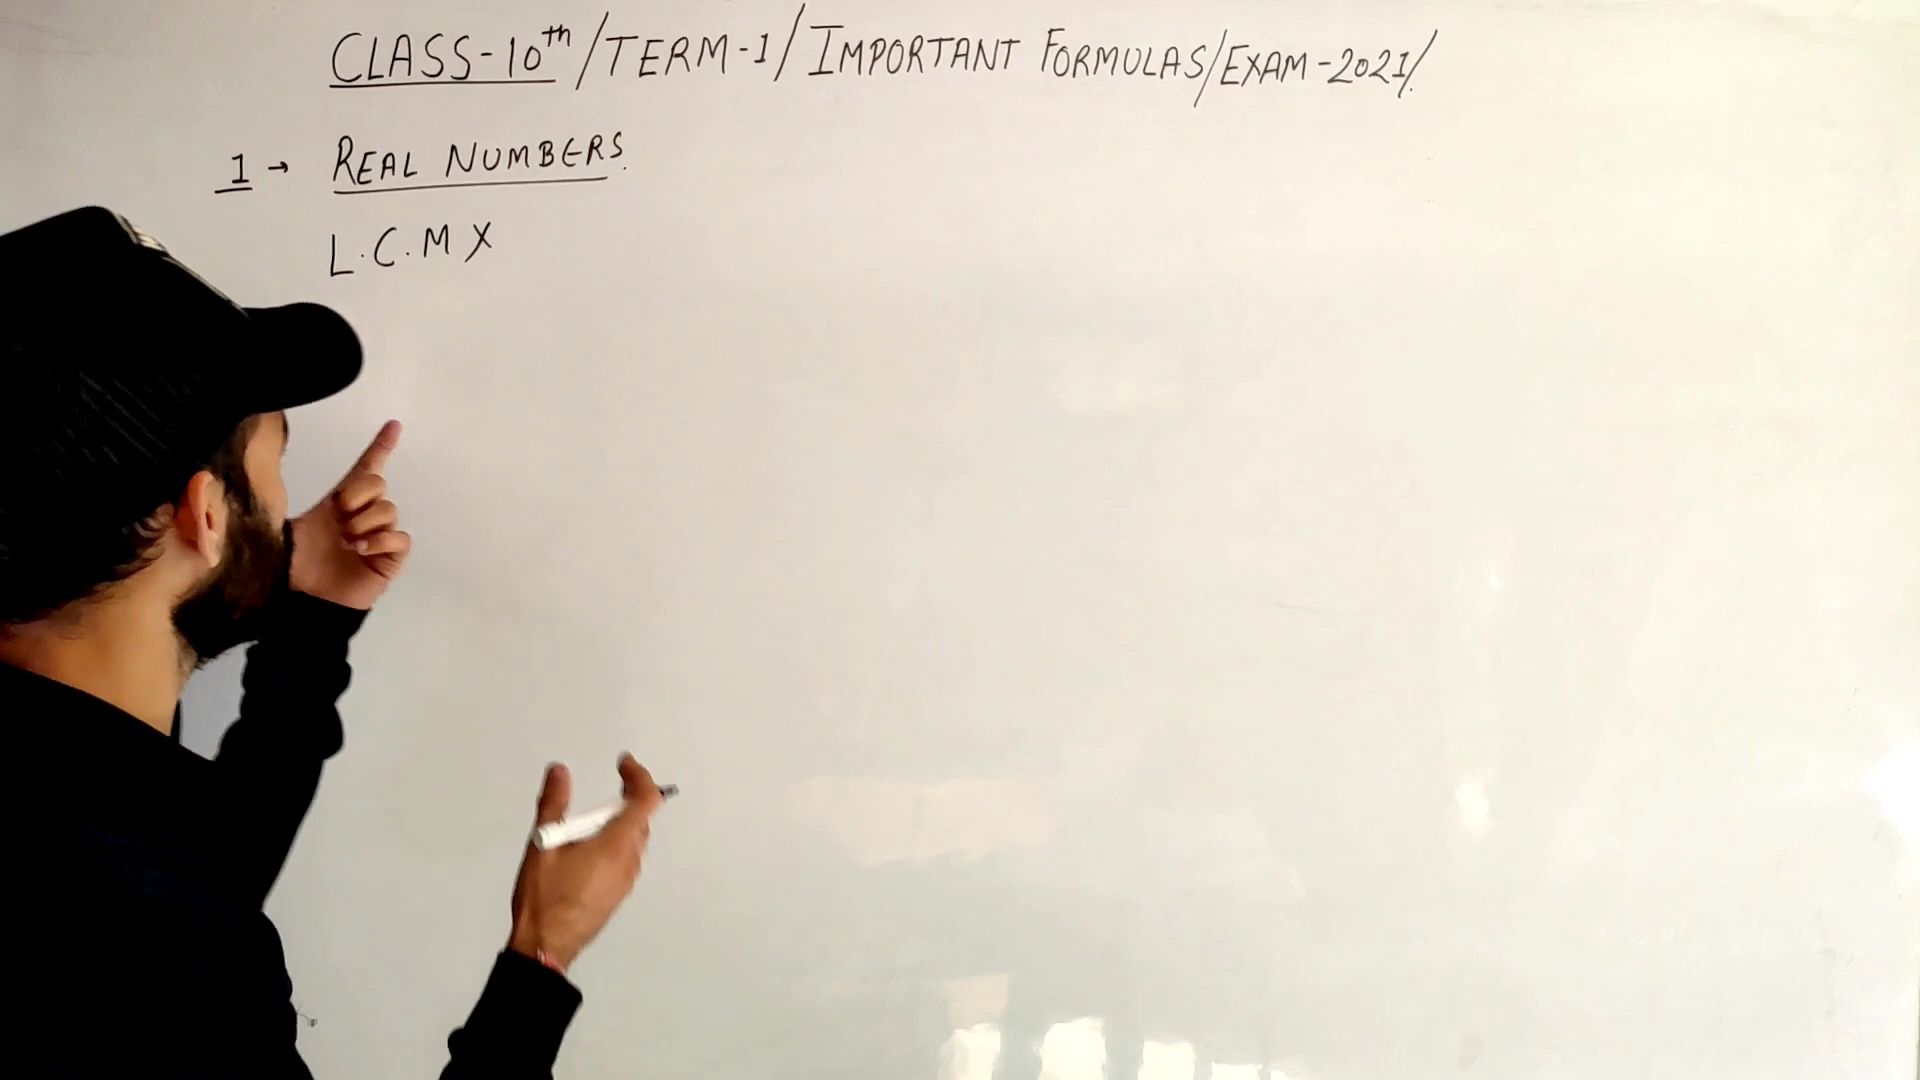 CLASS-10th/TERM-1/IMPORTANT FORMULAS/EXAM-2021/
1→ REAL NUMBERS.
L.C.M X